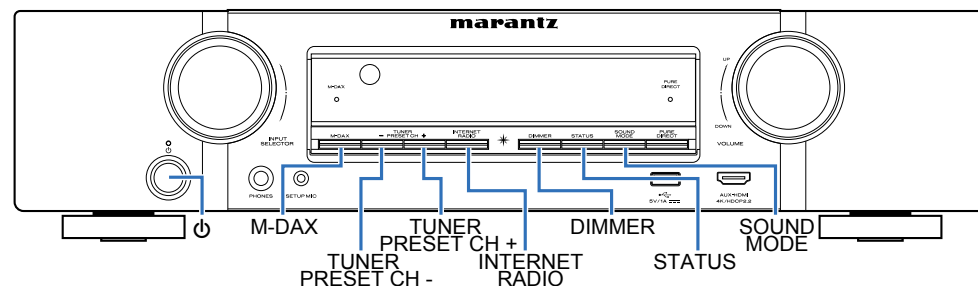 marantz
M-DAX
PURE
DIRECT
UP
DOWN
INPUT
SELECTOR
VOLUME
M-DAX
−
TUNER
PRESET CH
+
INTERNET
RADIO
DIMMER
STATUS
SOUND
MODE
PURE
DIRECT
PHONES
SETUP MIC
5V/1A
AUX-HDMI
4K/HDCP2.2
M-DAX
TUNER
PRESET CH -
TUNER
PRESET CH +
INTERNET
RADIO
DIMMER
STATUS
SOUND
MODE